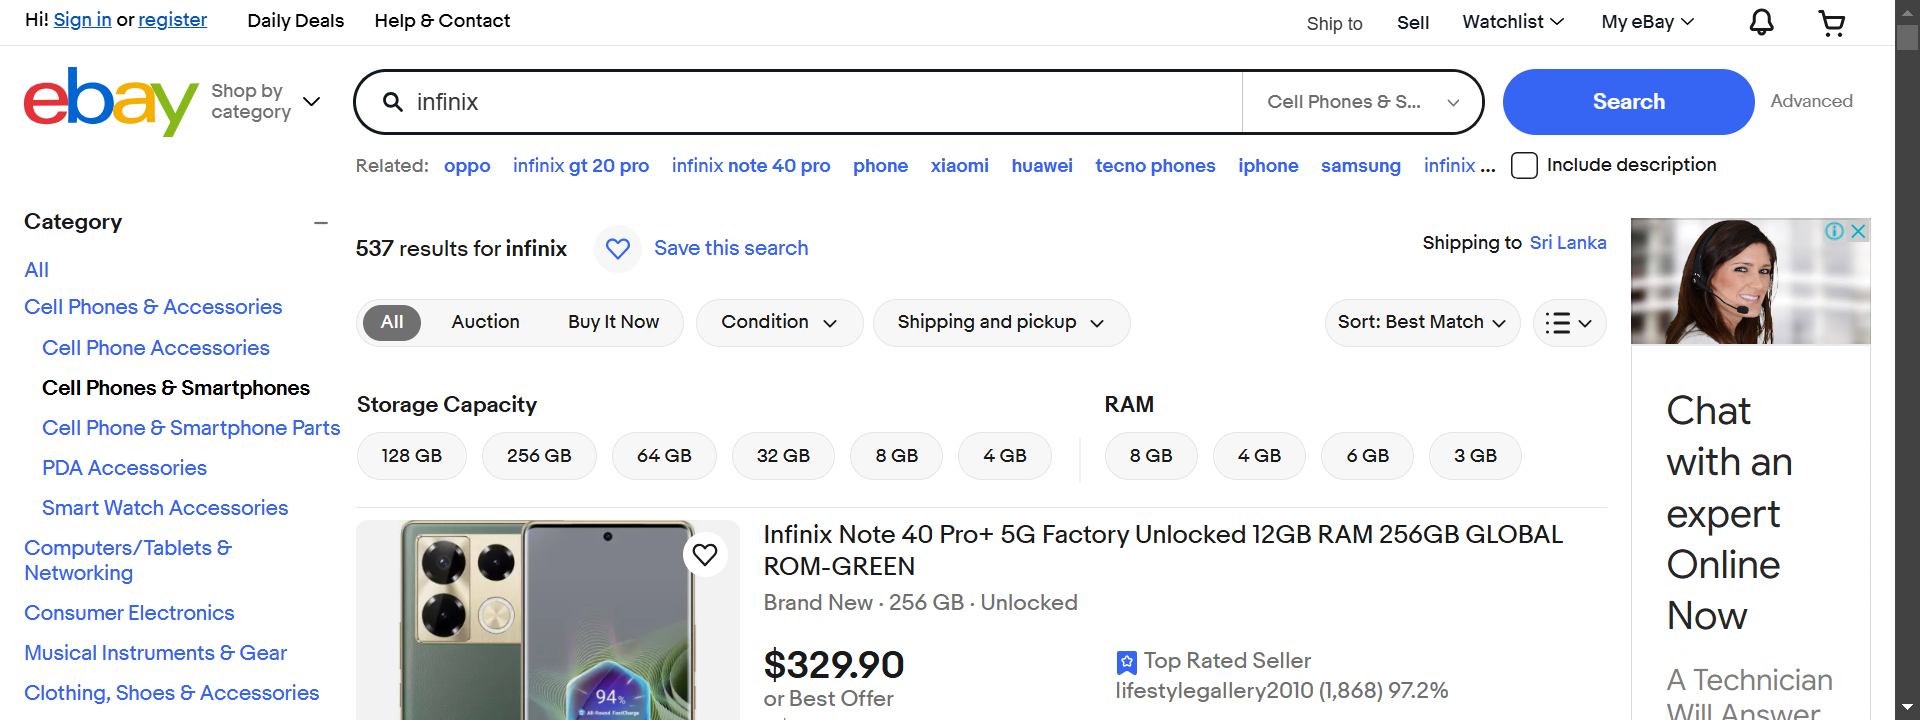 Hi! Sign in or register
Daily Deals
Help & Contact
Ship to
Sell
Watchlist
My eBay
ebay
Shop by
category
infinix
Cell Phones & S...
Search
Advanced
Related: oppo infinix gt 20 pro infinix note 40 pro phone xiaomi huawei tecno phones iphone samsung infinix ...
Include description
Category
All
Cell Phones & Accessories
Cell Phone Accessories
Cell Phones & Smartphones
Cell Phone & Smartphone Parts
PDA Accessories
Smart Watch Accessories
Computers/Tablets &
Networking
Consumer Electronics
Musical Instruments & Gear
Clothing, Shoes & Accessories
537 results for infinix
Save this search
Shipping to Sri Lanka
All
Auction
Buy It Now
Condition
Shipping and pickup
Sort: Best Match
Storage Capacity
128 GB
256 GB
64 GB
32 GB
8 GB
4 GB
RAM
8 GB
4 GB
6 GB
3 GB
94%
All-Round FastCharge
Infinix Note 40 Pro+ 5G Factory Unlocked 12GB RAM 256GB GLOBAL
ROM-GREEN
Brand New · 256 GB · Unlocked
$329.90
or Best Offer
Top Rated Seller
lifestylegallery2010 (1,868) 97.2%
Chat
with an
expert
Online
Now
A Technician
Will Answer